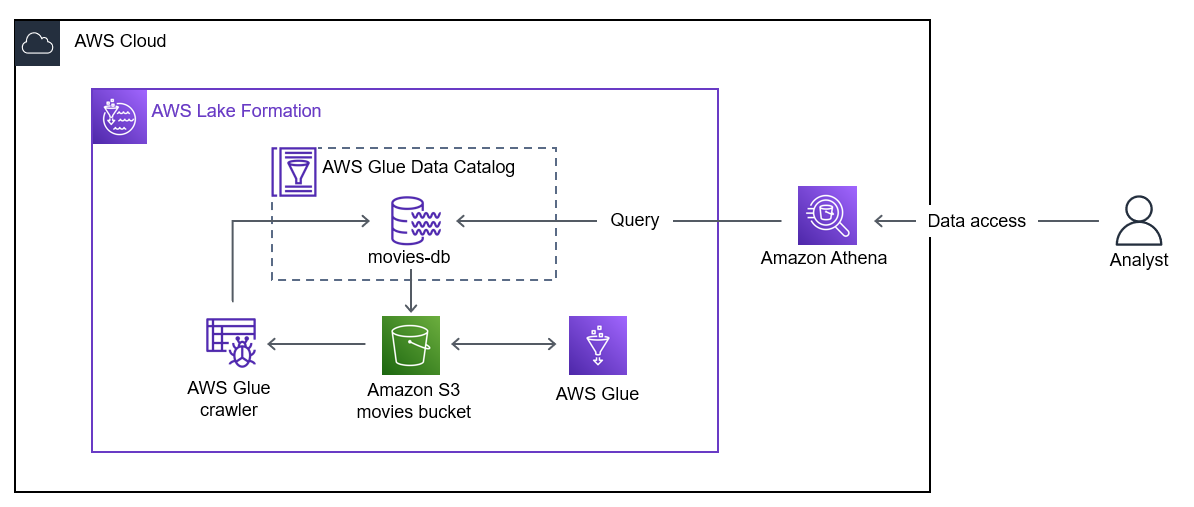 AWS Cloud
AWS Lake Formation
AWS Glue Data Catalog
movies-db
Query
Amazon Athena
Data access
Analyst
AWS Glue
crawler
Amazon S3
movies bucket
AWS Glue